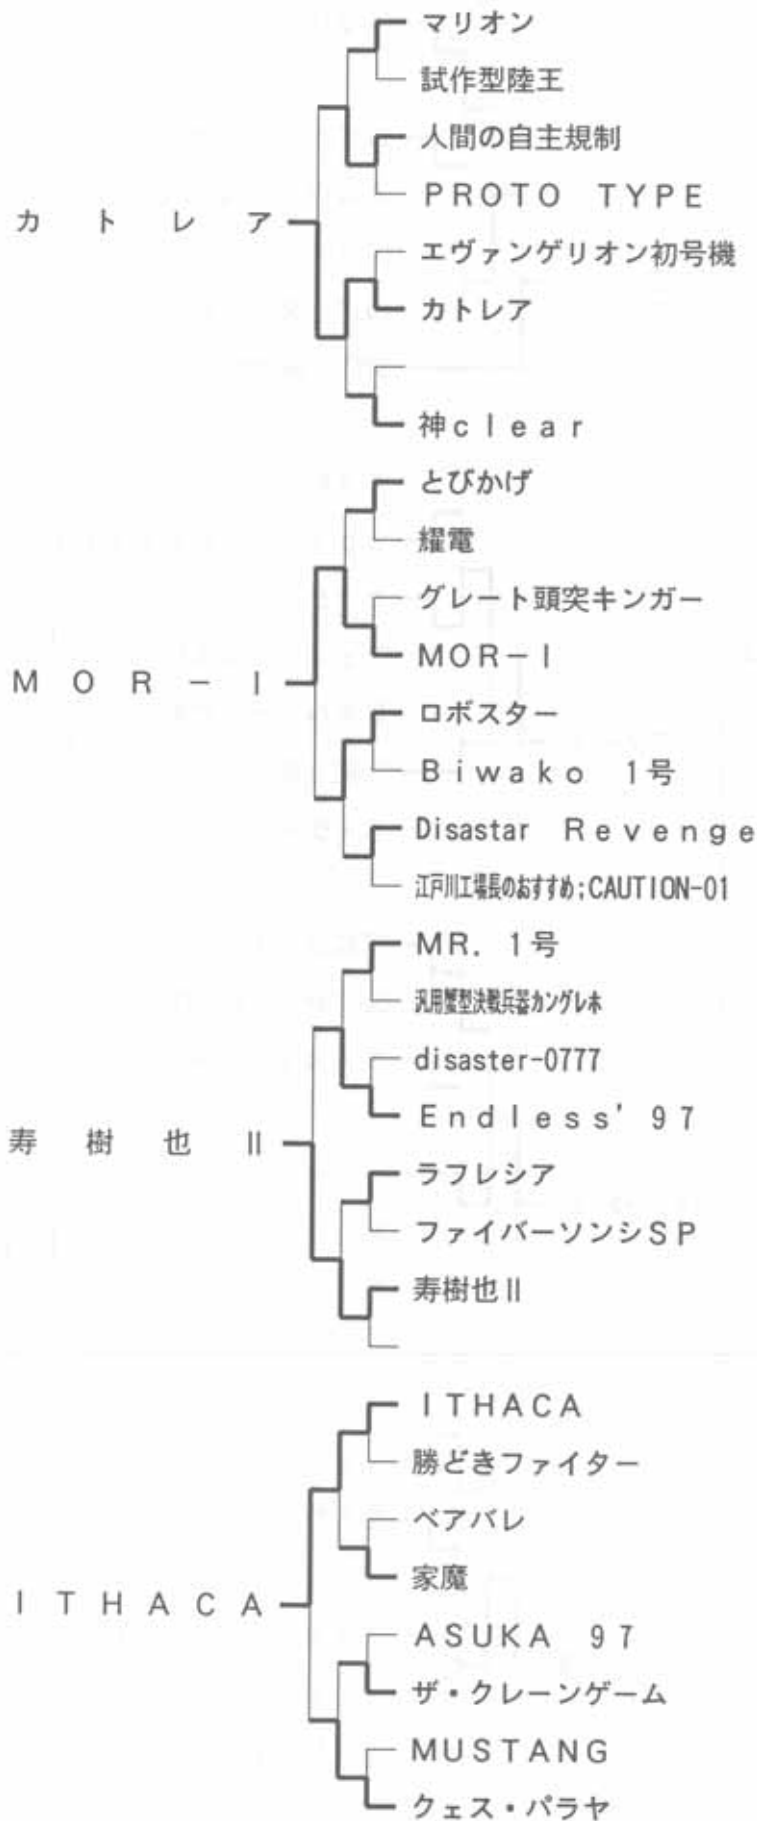 マリオン
試作型陸王
人間の自主規制
PROTO TYPE
カトレア
エヴァンゲリオン初号機
カトレア
神clear
とびかげ
耀電
グレート頭突キンガー
MOR-I
MOR-I
ロボスター
Biwako 1号
Disastar Revenge
江戸川工場長のおすすめ;CAUTION-01
MR. 1号
汎用蟹型決戦兵器カングレホ
disaster-0777
Endless'97
寿樹也II
ラフレシア
ファイバーソンシSP
寿樹也II
ITHACA
勝どきファイター
ベアバレ
家魔
ITHACA
ASUKA 97
ザ・クレーンゲーム
MUSTANG
クェス・パラヤ